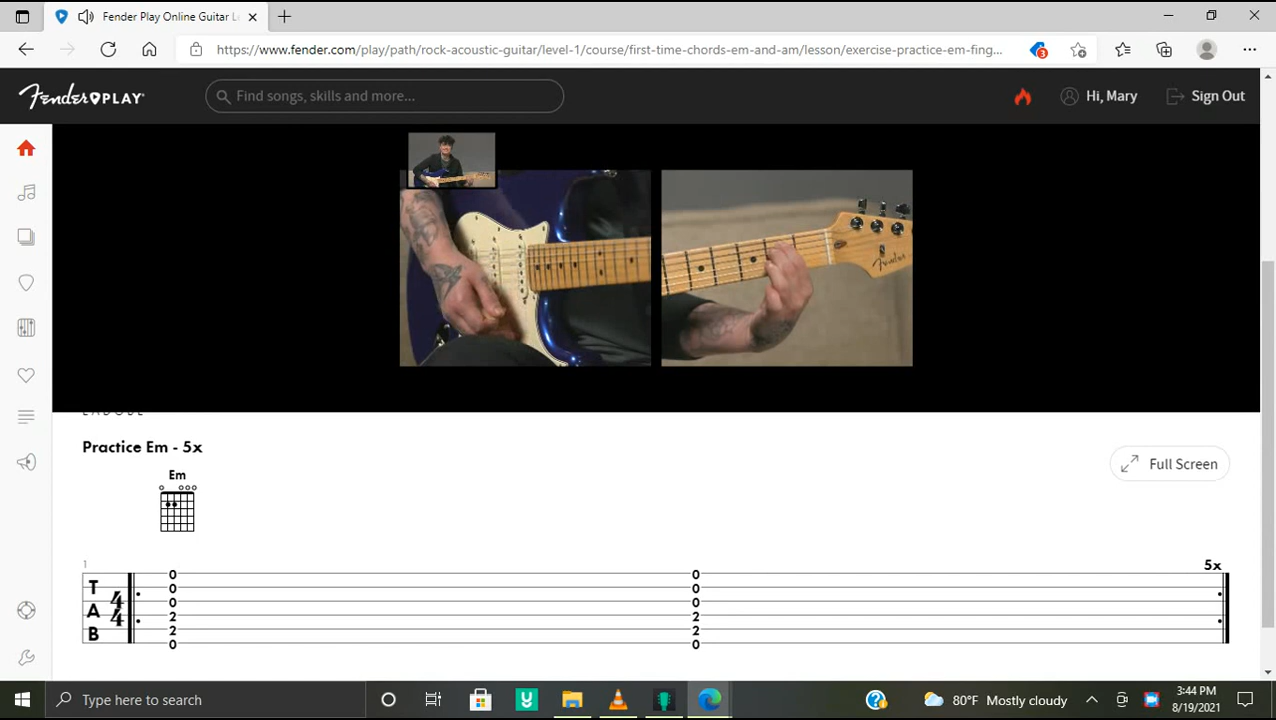 Fender Play Online Guitar L
https://www.fender.com/play/path/rock-acoustic-guitar/level-1/course/first-time-chords-em-and-am/lesson/exercise-practice-em-fing...
3
Fender PLAY
Find songs, skills and more...
Hi, Mary
Sign Out
Fender
Practice Em - 5x
Full Screen
Em
1
5x
T A B
4 4
0 0
0 0
0 0
2 2
2 2
0 0
Type here to search
80°F Mostly cloudy
3:44 PM
8/19/2021